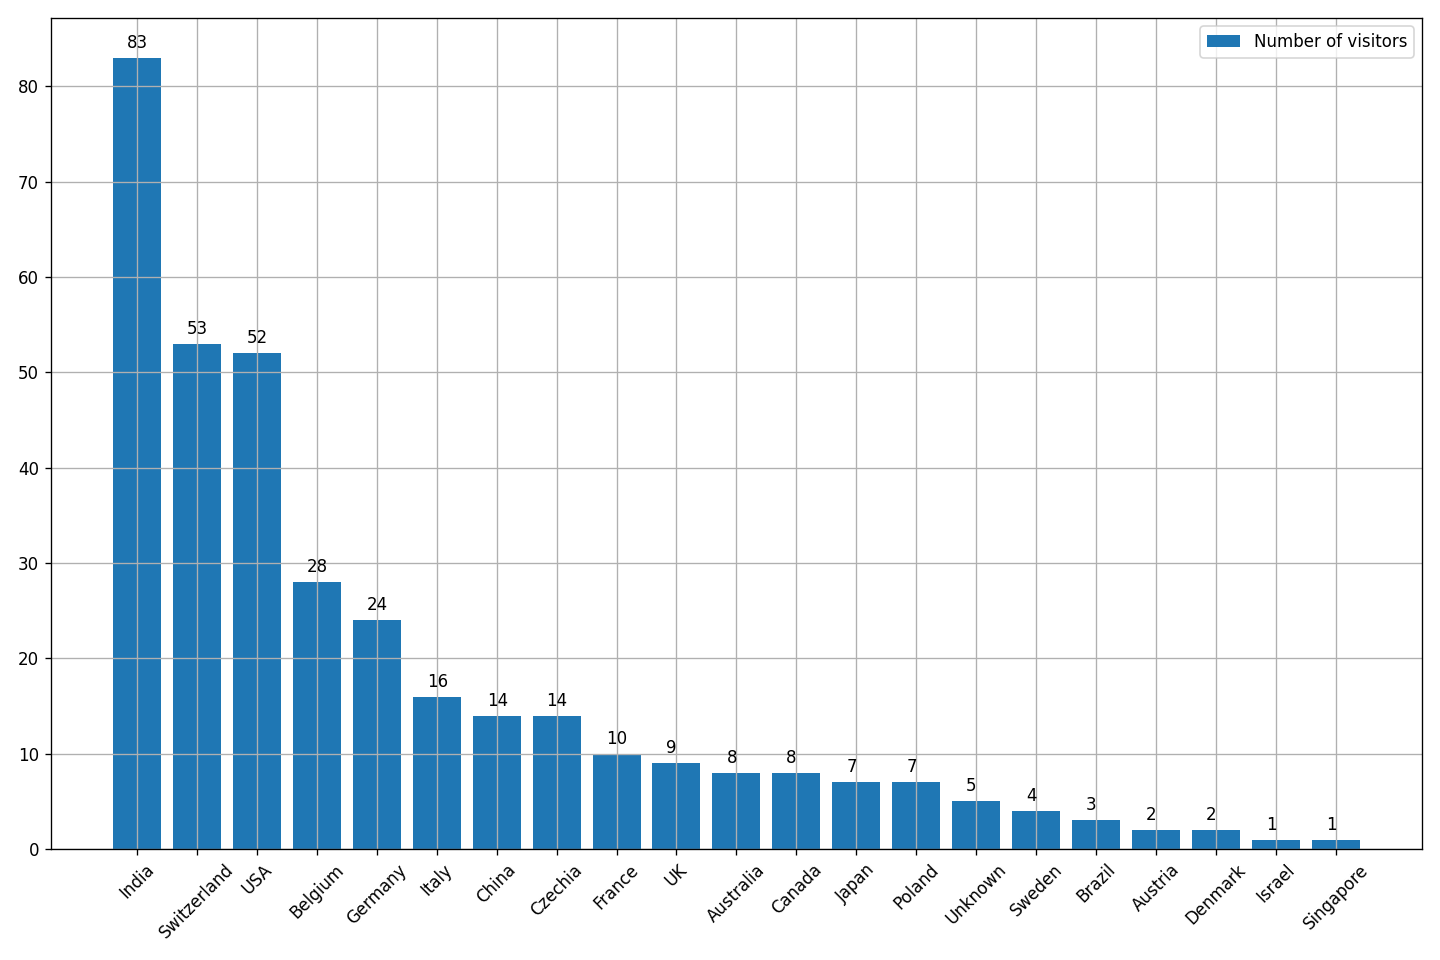 Number of visitors
83
53
52
28
24
16
14
14
10
9
8
8
7
7
5
4
3
2
2
1
1
80
70
60
50
40
30
20
10
0
India
Switzerland
USA
Belgium
Germany
Italy
China
Czechia
France
UK
Australia
Canada
Japan
Poland
Unknown
Sweden
Brazil
Austria
Denmark
Israel
Singapore